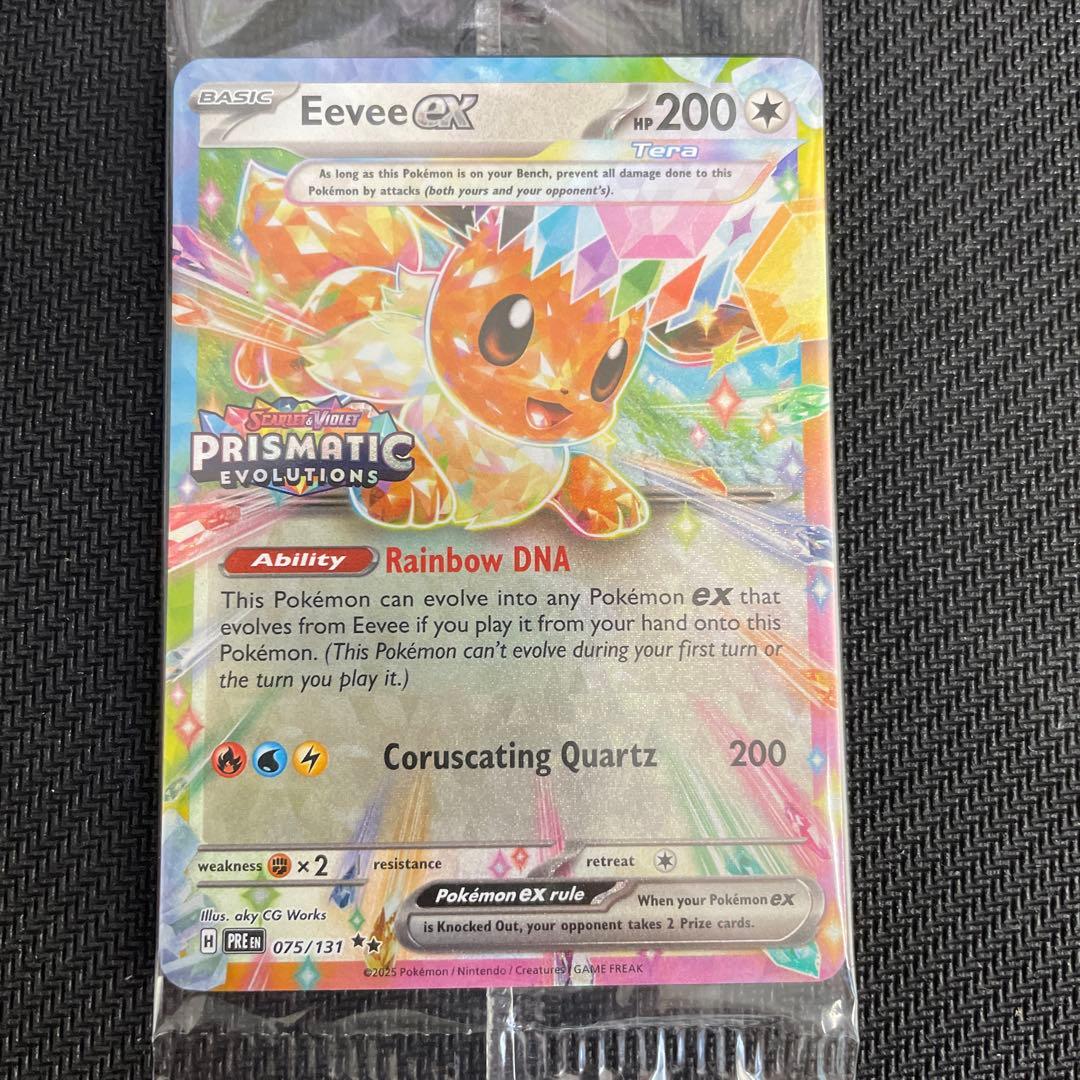 BASIC Eevee ex HP 200
Tera
As long as this Pokémon is on your Bench, prevent all damage done to this
Pokémon by attacks (both yours and your opponent's).
SCARLET & VIOLET
PRISMATIC
EVOLUTIONS
Ability Rainbow DNA
This Pokémon can evolve into any Pokémon ex that
evolves from Eevee if you play it from your hand onto this
Pokémon. (This Pokémon can't evolve during your first turn or
the turn you play it.)
Coruscating Quartz 200
weakness ×2 resistance retreat
Pokémon ex rule When your Pokémon ex
is Knocked Out, your opponent takes 2 Prize cards.
Illus. aky CG Works
H PRE EN 075/131 ★★
©2025 Pokémon / Nintendo / Creatures / GAME FREAK